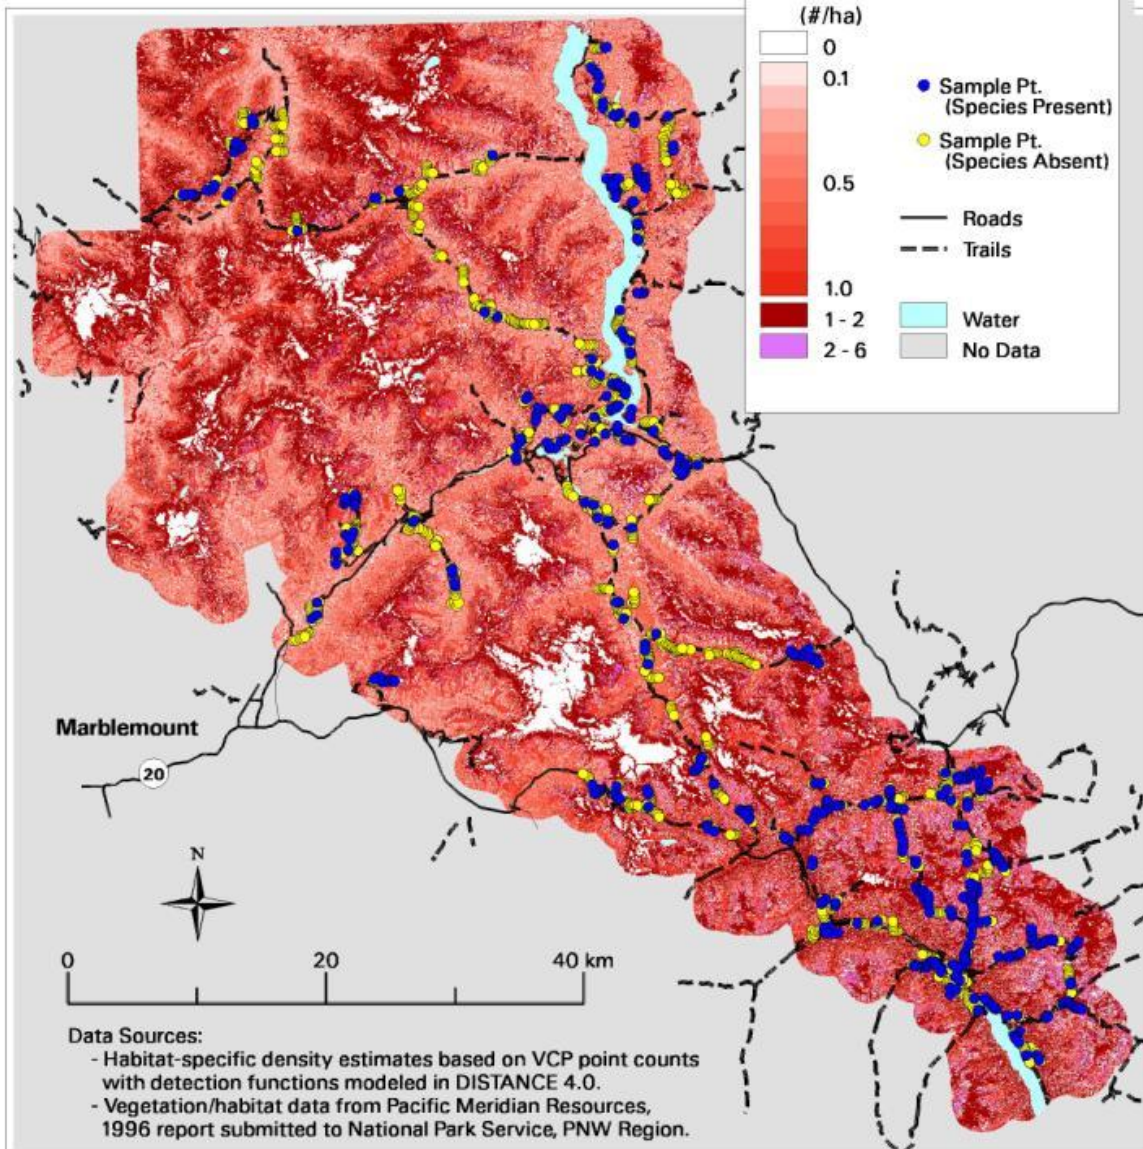 (#/ha)
0
0.1
0.5
1.0
1 - 2
2 - 6
Sample Pt.
(Species Present)
Sample Pt.
(Species Absent)
Roads
Trails
Water
No Data
Marblemount
20
N
0 20 40 km
Data Sources:
- Habitat-specific density estimates based on VCP point counts
with detection functions modeled in DISTANCE 4.0.
- Vegetation/habitat data from Pacific Meridian Resources,
1996 report submitted to National Park Service, PNW Region.